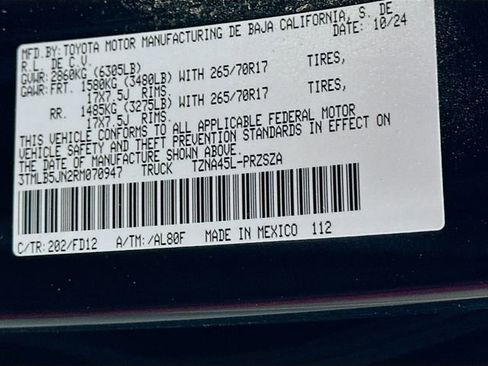 MFD.BY:TOYOTA MOTOR MANUFACTURING DE BAJA CALIFORNIA, S. DE
R.L. DE C.V. DATE: 10/24
GVWR: 2860KG (6305LB)
GAWR: FRT. 1580KG (3480LB) WITH 265/70R17 TIRES,
17X7.5J RIMS.
RR. 1485KG (3275LB) WITH 265/70R17 TIRES,
17X7.5J RIMS.
THIS VEHICLE CONFORMS TO ALL APPLICABLE FEDERAL MOTOR
VEHICLE SAFETY AND THEFT PREVENTION STANDARDS IN EFFECT ON
THE DATE OF MANUFACTURE SHOWN ABOVE.
3TMLB5JN2RM070947 TRUCK TZNA45L-PRZSZA
C/TR: 202/FD12 A/TM: /AL80F MADE IN MEXICO 112